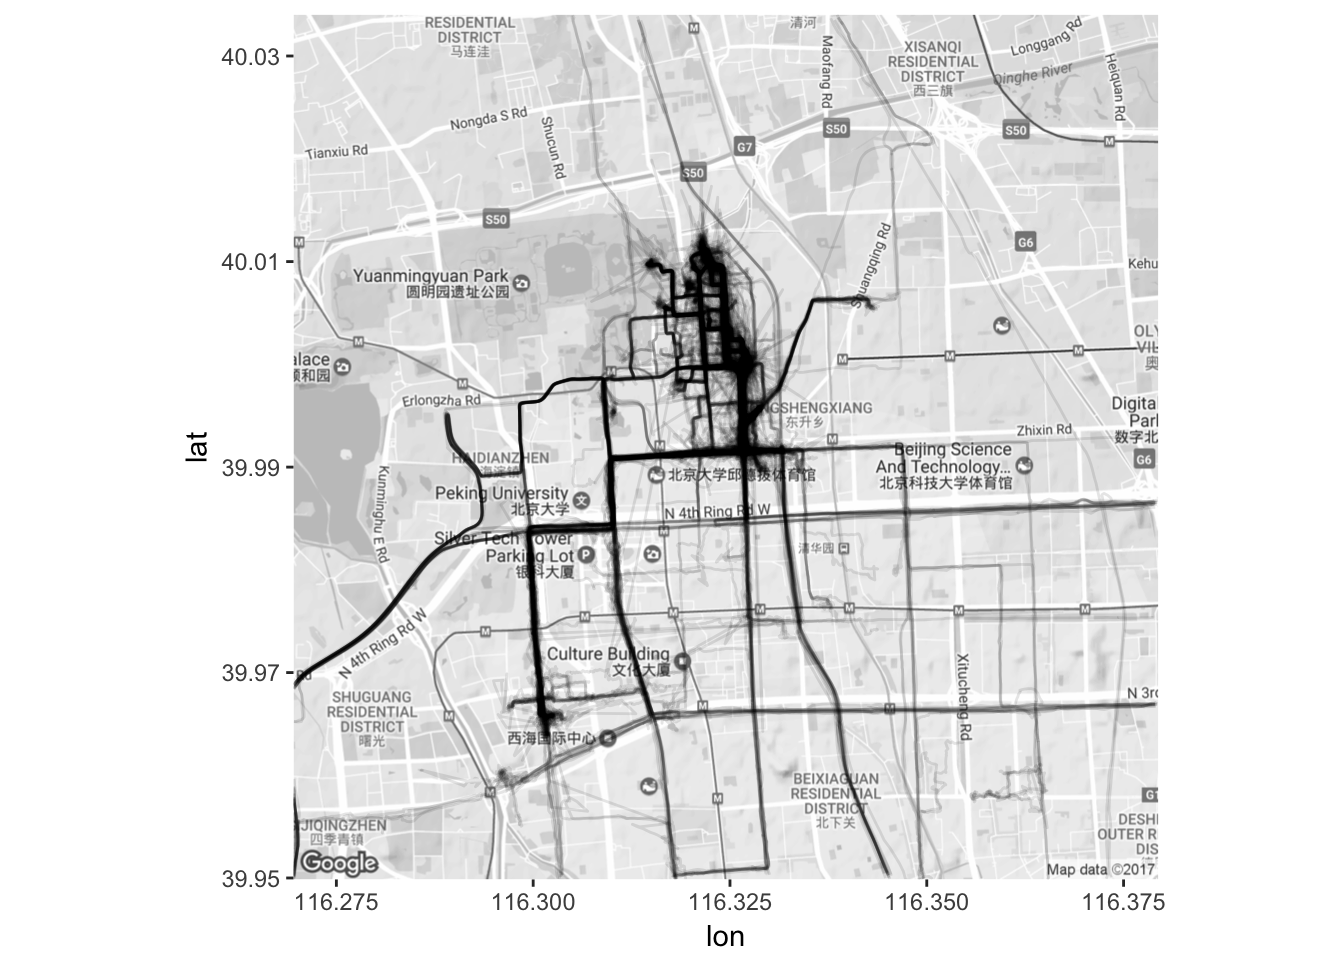 RESIDENTIAL
DISTRICT
马连洼
清河
XISANQI
RESIDENTIAL
DISTRICT
西三旗
Longgang Rd
Qinghe River
Heiquan Rd
Maofang Rd
40.03
Nongda S Rd
Shucun Rd
Tianxiu Rd
S50
S50
G7
S50
S50
G6
Shuangqing Rd
Kehu
40.01
Yuanmingyuan Park
圆明园遗址公园
alace
颐和园
Erlongzha Rd
OLY
VIL
奥
NGSHENGXIANG
东升乡
Digital
Park
数字北
Zhixin Rd
G6
39.99
HAIDIANZHEN
海淀镇
Beijing Science
And Technology...
北京科技大学体育馆
北京大学邱德拔体育馆
Kunminghu E Rd
Peking University
北京大学
N 4th Ring Rd W
Silver Tech Tower
Parking Lot
银科大厦
清华园
N 4th Ring Rd W
39.97
Culture Building
文化大厦
Xitucheng Rd
N 3rd
SHUGUANG
RESIDENTIAL
DISTRICT
曙光
西海国际中心
BEIXIAGUAN
RESIDENTIAL
DISTRICT
北下关
G1
JIQINGZHEN
四季青镇
DESH
OUTER R
DIS
Google
Map data ©2017
39.95
116.275
116.300
116.325
116.350
116.375
lon
lat